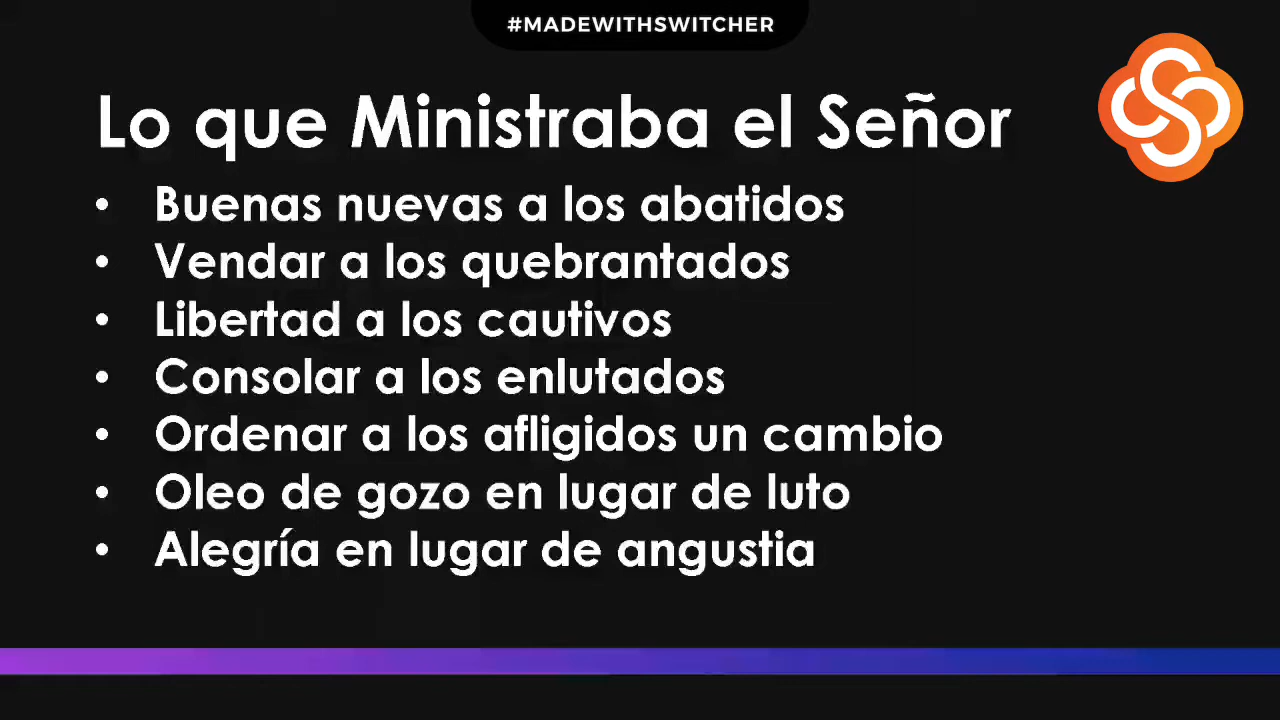 #MADEWITHSWITCHER
Lo que Ministraba el Señor
• Buenas nuevas a los abatidos
• Vendar a los quebrantados
• Libertad a los cautivos
• Consolar a los enlutados
• Ordenar a los afligidos un cambio
• Oleo de gozo en lugar de luto
• Alegría en lugar de angustia